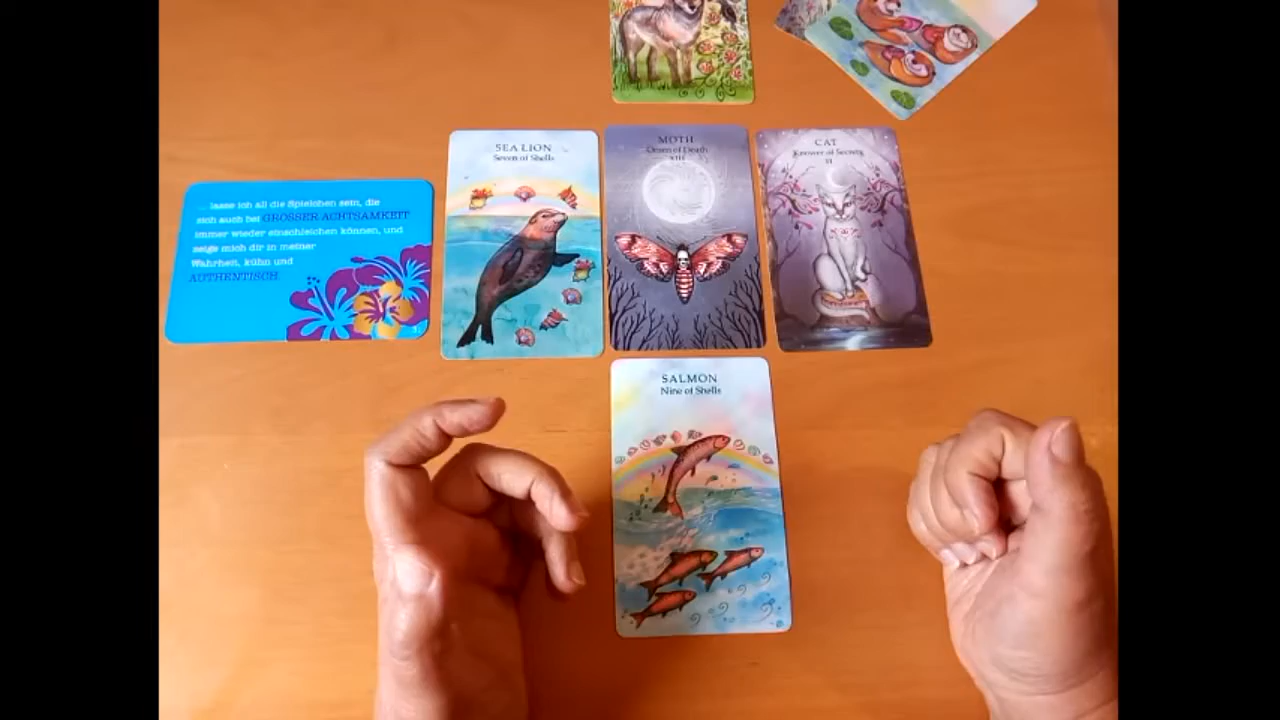 ... lasse ich all die Spielchen sein, die
sich auch bei GROSSER ACHTSAMKEIT
immer wieder einschleichen können, und
zeige mich dir in meiner
Wahrheit, kühn und
AUTHENTISCH.
SEA LION
Seven of Shells
MOTH
Queen of Death
XIII
CAT
Knower of Secrets
II
SALMON
Nine of Shells